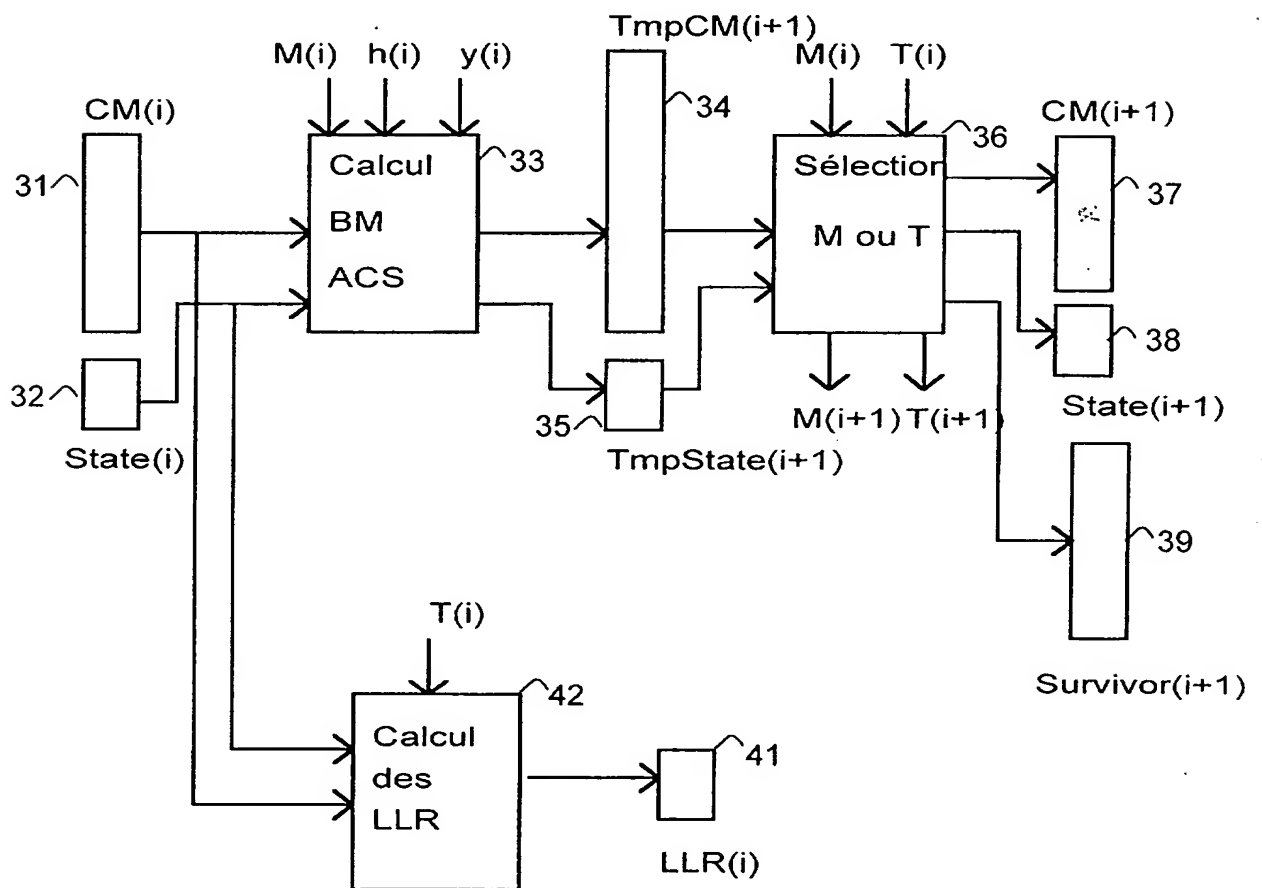 TmpCM(i+1)
M(i) h(i) y(i)
M(i) T(i)
CM(i)
34
CM(i+1)
31
33
36
37
Calcul
BM
ACS
Sélection
M ou T
32
State(i)
35
TmpState(i+1)
M(i+1) T(i+1)
38
State(i+1)
39
Survivor(i+1)
T(i)
42
Calcul
des
LLR
41
LLR(i)